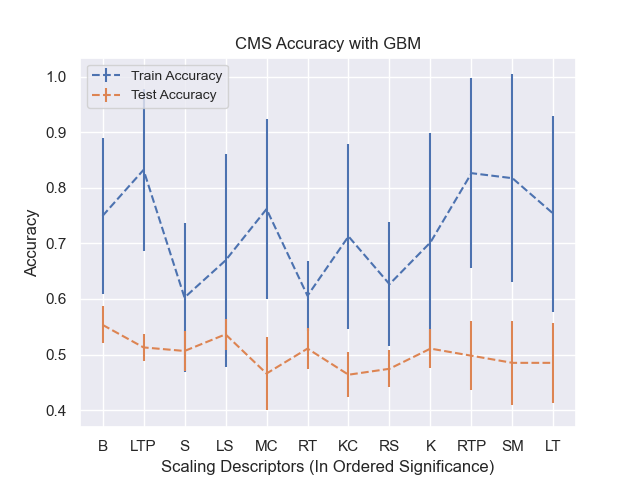 CMS Accuracy with GBM
Train Accuracy
Test Accuracy
1.0
0.9
0.8
0.7
0.6
0.5
0.4
Accuracy
B LTP S LS MC RT KC RS K RTP SM LT
Scaling Descriptors (In Ordered Significance)